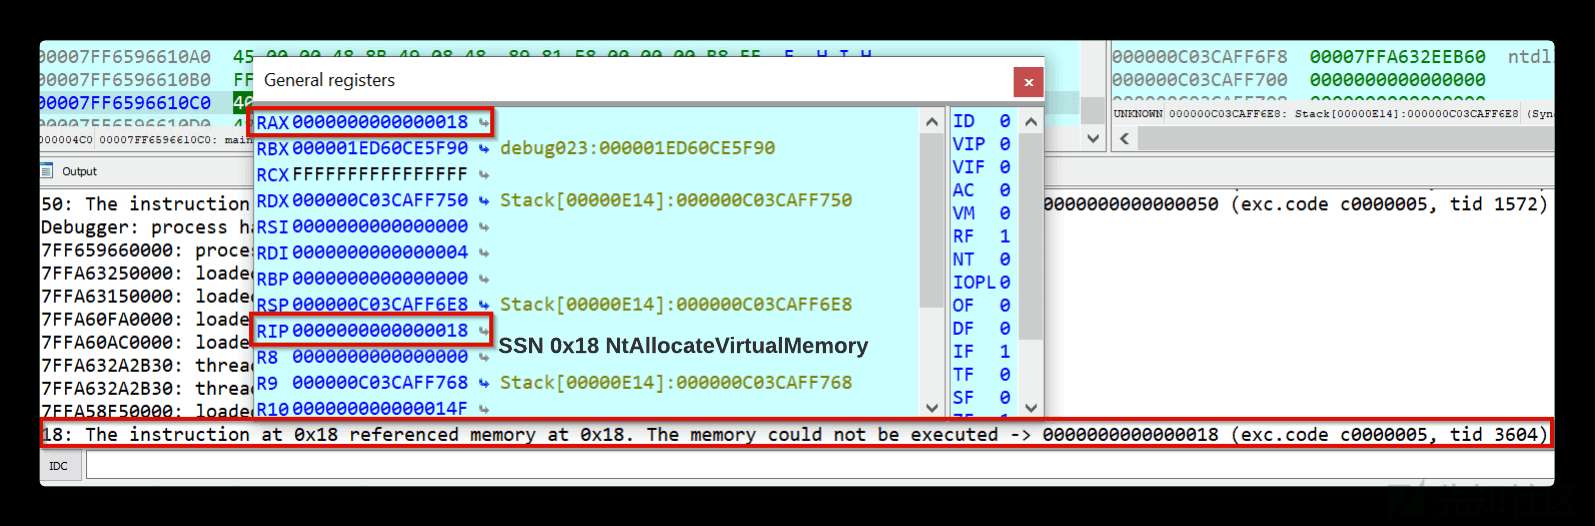 00007FF6596610A0 45 00 00 48 8B 49 08 48 89 81 58 00 00 00 B8 FF E H I H
00007FF6596610B0 FF
00007FF6596610C0 40
00007FF6596610D0
000004C0 00007FF6596610C0: main
000000C03CAFF6F8 00007FFA632EEB60 ntdl
000000C03CAFF700 0000000000000000
UNKNOWN 000000C03CAFF6E8: Stack[00000E14]:000000C03CAFF6E8 (Syn
General registers
RAX 0000000000000018
RBX 000001ED60CE5F90 debug023:000001ED60CE5F90
RCX FFFFFFFFFFFFFFFF
RDX 000000C03CAFF750 Stack[00000E14]:000000C03CAFF750
RSI 0000000000000000
RDI 0000000000000004
RBP 0000000000000000
RSP 000000C03CAFF6E8 Stack[00000E14]:000000C03CAFF6E8
RIP 0000000000000018
SSN 0x18 NtAllocateVirtualMemory
R8 0000000000000000
R9 000000C03CAFF768 Stack[00000E14]:000000C03CAFF768
R10 000000000000014F
ID 0
VIP 0
VIF 0
AC 0
VM 0
RF 1
NT 0
IOPL 0
OF 0
DF 0
IF 1
TF 0
SF 0
Output
50: The instruction 0000000000000050 (exc.code c0000005, tid 1572)
Debugger: process ha
7FF659660000: proce
7FFA63250000: loade
7FFA63150000: loade
7FFA60FA0000: loade
7FFA60AC0000: loade
7FFA632A2B30: threa
7FFA632A2B30: threa
7FFA58F50000: loade
18: The instruction at 0x18 referenced memory at 0x18. The memory could not be executed -> 0000000000000018 (exc.code c0000005, tid 3604)
IDC